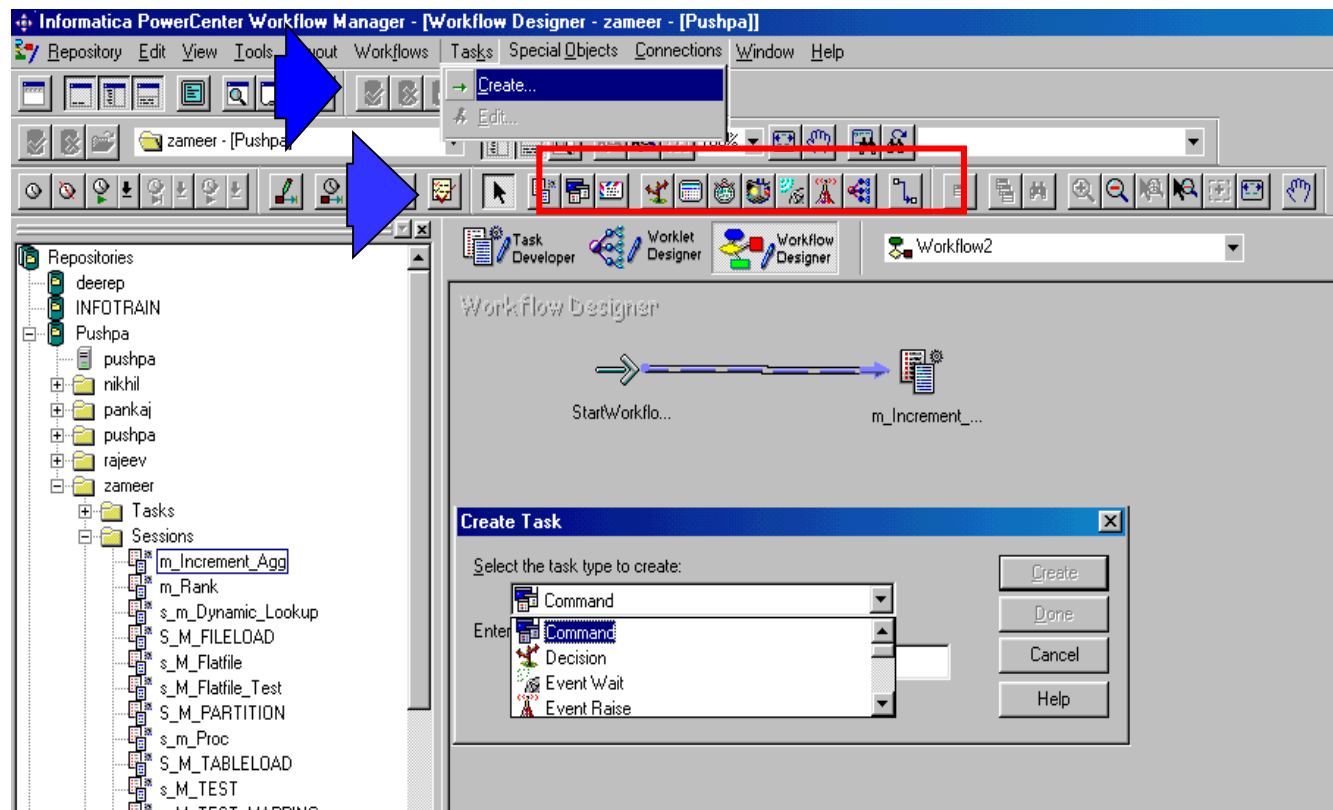 Informatica PowerCenter Workflow Manager - [Workflow Designer - zameer - [Pushpa]]
Repository Edit View Tools Workflows Tasks Special Objects Connections Window Help
Create...
Edit...
zameer - [Pushpa]
Repositories
deerep
INFOTRAIN
Pushpa
pushpa
nikhil
pankaj
pushpa
rajeev
zameer
Tasks
Sessions
m_Increment_Agg
m_Rank
s_m_Dynamic_Lookup
S_M_FILELOAD
s_M_Flatfile
s_M_Flatfile_Test
S_M_PARTITION
s_m_Proc
S_M_TABLELOAD
s_M_TEST
Task Developer
Worklet Designer
Workflow Designer
Workflow2
Workflow Designer
StartWorkflo...
m_Increment_...
Create Task
Select the task type to create:
Command
Enter
Command
Decision
Event Wait
Event Raise
Create
Done
Cancel
Help